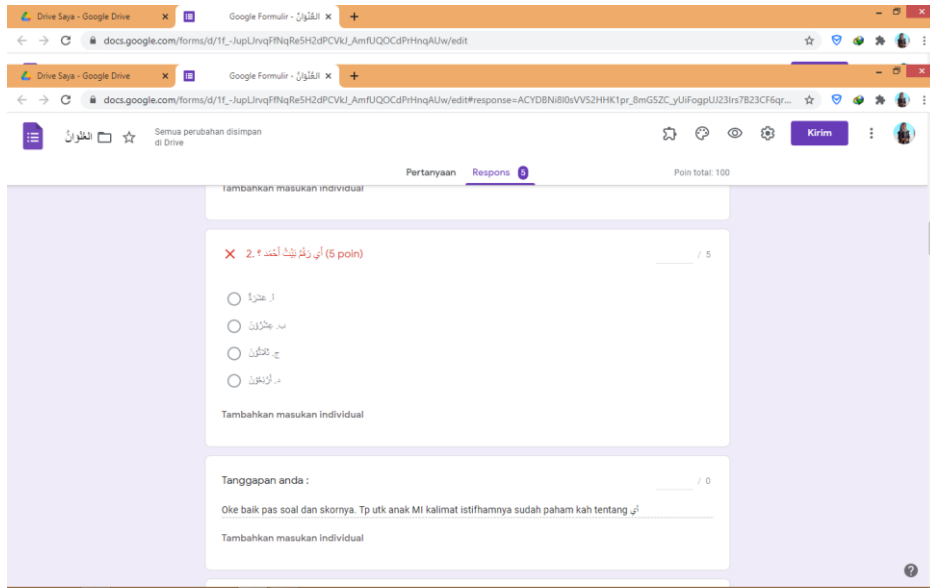 Drive Saya - Google Drive
Google Formulir - العُنْوَانُ
docs.google.com/forms/d/1f_-JupLJrvqFfNqRe5H2dPCVkJ_AmfUQOCdPrHnqAUw/edit
Drive Saya - Google Drive
Google Formulir - العُنْوَانُ
docs.google.com/forms/d/1f_-JupLJrvqFfNqRe5H2dPCVkJ_AmfUQOCdPrHnqAUw/edit#response=ACYDBNi8I0sVVS2HHK1pr_8mG5ZC_yUiFogpUJ23Irs7B23CF6qr...
العُنْوَانُ
Semua perubahan disimpan
di Drive
Kirim
Pertanyaan
Respons 5
Poin total: 100
Tambahkan masukan individual
2. أَي رَقْمُ بَيْتُ أَحْمَد ؟ (5 poin)
/ 5
ا. عَشَرَةٌ
ب. عِشْرُوْنَ
ج. ثَلَاثُوْنَ
د. أَرْبَعُوْنَ
Tambahkan masukan individual
Tanggapan anda :
/ 0
Oke baik pas soal dan skornya. Tp utk anak MI kalimat istifhamnya sudah paham kah tentang أي
Tambahkan masukan individual